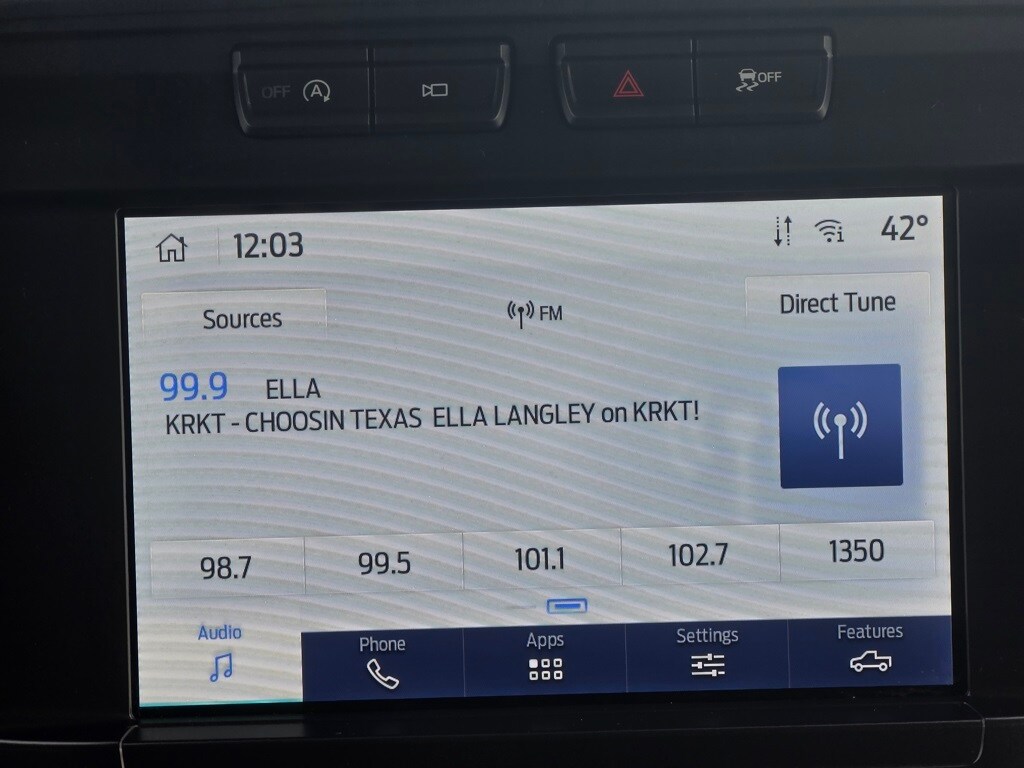 OFF A
OFF
12:03
42°
Sources
FM
Direct Tune
99.9 ELLA
KRKT - CHOOSIN TEXAS ELLA LANGLEY on KRKT!
98.7 99.5 101.1 102.7 1350
Audio Phone Apps Settings Features